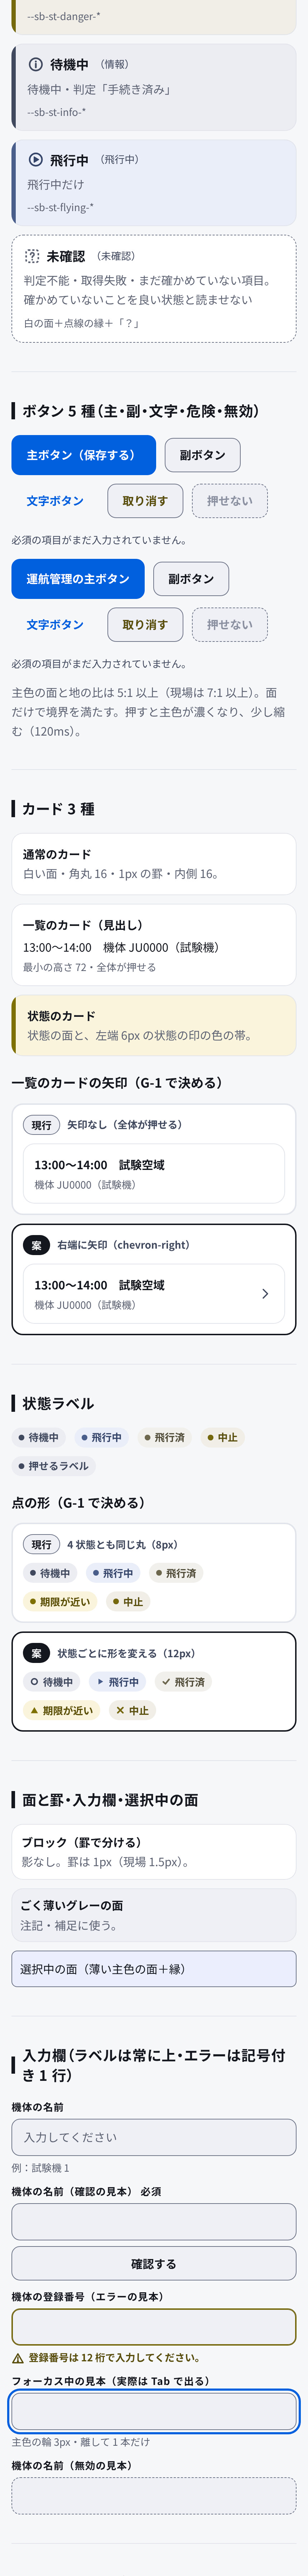 --sb-st-danger-*
待機中 （情報）
待機中・判定「手続き済み」
--sb-st-info-*
飛行中 （飛行中）
飛行中だけ
--sb-st-flying-*
未確認 （未確認）
判定不能・取得失敗・まだ確かめていない項目。
確かめていないことを良い状態と読ませない
白の面＋点線の縁＋「？」
ボタン 5 種（主・副・文字・危険・無効）
主ボタン（保存する） 副ボタン
文字ボタン 取り消す 押せない
必須の項目がまだ入力されていません。
運航管理の主ボタン 副ボタン
文字ボタン 取り消す 押せない
必須の項目がまだ入力されていません。
主色の面と地の比は 5:1 以上（現場は 7:1 以上）。面
だけで境界を満たす。押すと主色が濃くなり、少し縮
む（120ms）。
カード 3 種
通常のカード
白い面・角丸 16・1px の罫・内側 16。
一覧のカード（見出し）
13:00〜14:00 機体 JU0000（試験機）
最小の高さ 72・全体が押せる
状態のカード
状態の面と、左端 6px の状態の印の色の帯。
一覧のカードの矢印（G-1 で決める）
現行 矢印なし（全体が押せる）
13:00〜14:00 試験空域
機体 JU0000（試験機）
案 右端に矢印（chevron-right）
13:00〜14:00 試験空域
機体 JU0000（試験機）
状態ラベル
待機中 飛行中 飛行済 中止
押せるラベル
点の形（G-1 で決める）
現行 4 状態とも同じ丸（8px）
待機中 飛行中 飛行済
期限が近い 中止
案 状態ごとに形を変える（12px）
待機中 飛行中 飛行済
期限が近い 中止
面と罫・入力欄・選択中の面
ブロック（罫で分ける）
影なし。罫は 1px（現場 1.5px）。
ごく薄いグレーの面
注記・補足に使う。
選択中の面（薄い主色の面＋縁）
入力欄（ラベルは常に上・エラーは記号付
き 1 行）
機体の名前
入力してください
例：試験機 1
機体の名前（確認の見本） 必須
確認する
機体の登録番号（エラーの見本）
登録番号は 12 桁で入力してください。
フォーカス中の見本（実際は Tab で出る）
主色の輪 3px・離して 1 本だけ
機体の名前（無効の見本）